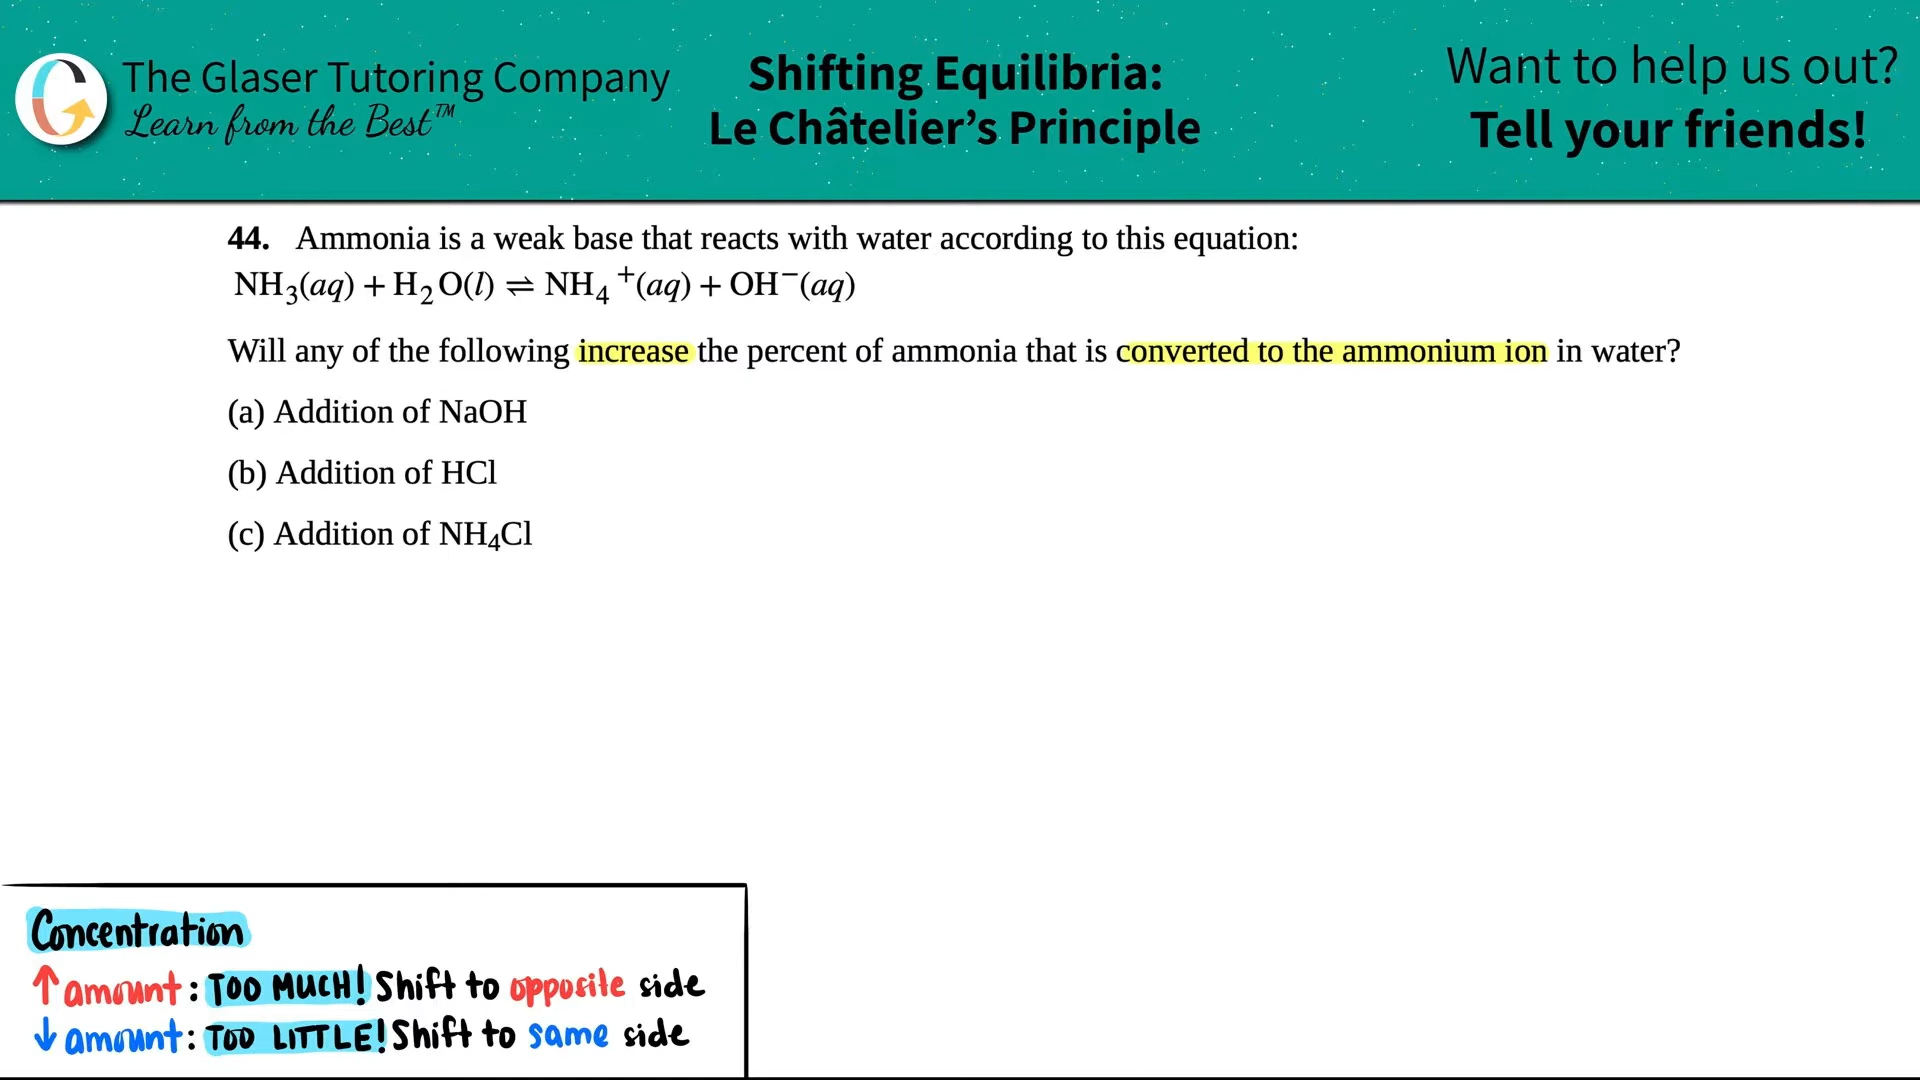 The Glaser Tutoring Company
Learn from the Best™
Shifting Equilibria:
Le Châtelier's Principle
Want to help us out?
Tell your friends!
44. Ammonia is a weak base that reacts with water according to this equation:
NH₃(aq) + H₂O(l) ⇌ NH₄⁺(aq) + OH⁻(aq)
Will any of the following increase the percent of ammonia that is converted to the ammonium ion in water?
(a) Addition of NaOH
(b) Addition of HCl
(c) Addition of NH₄Cl
Concentration
↑ amount: TOO MUCH! Shift to opposite side
↓ amount: TOO LITTLE! Shift to same side